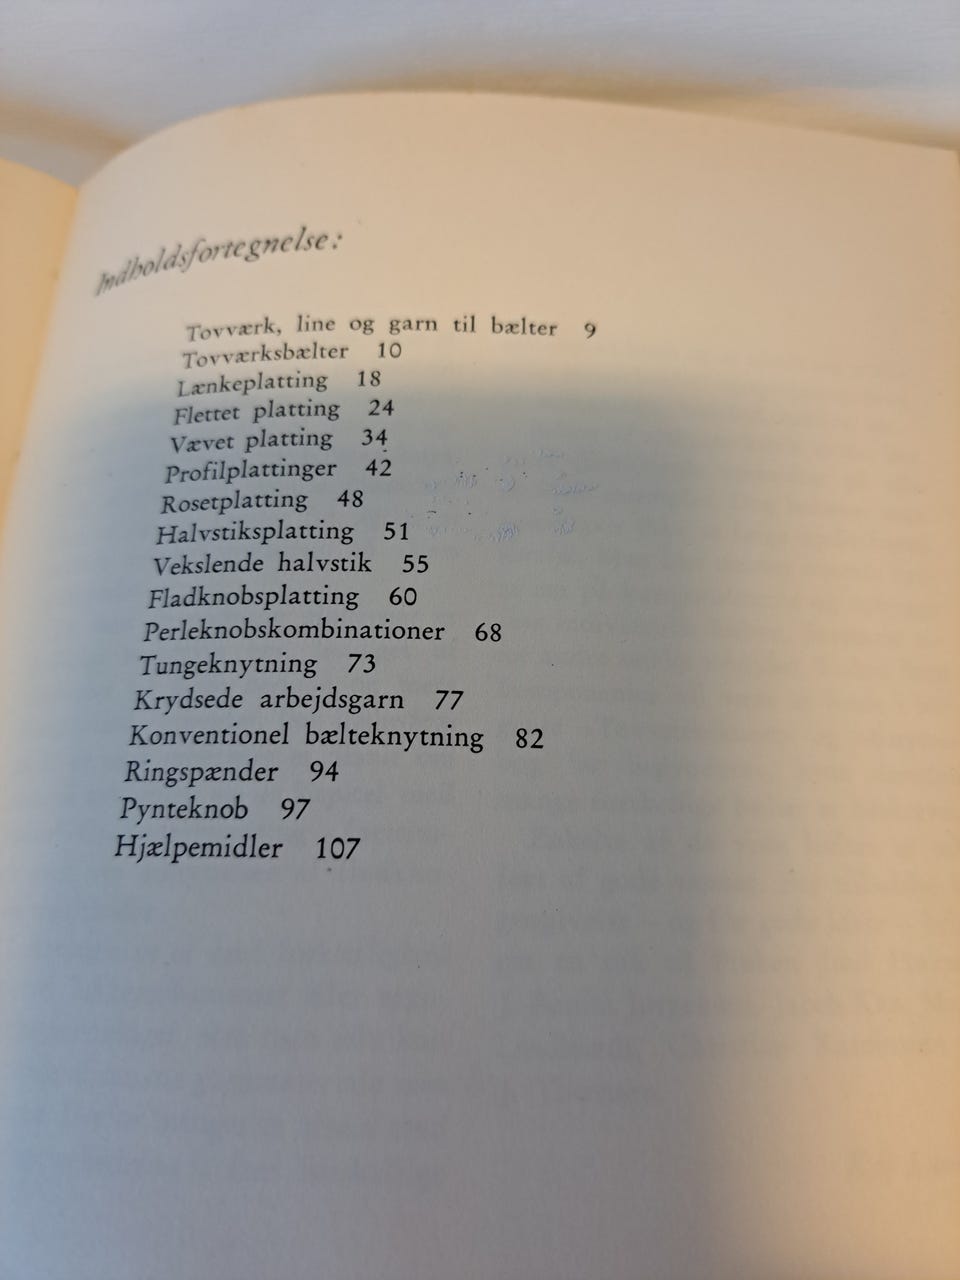 Indholdsfortegnelse:
Tovværk, line og garn til bælter 9
Tovværksbælter 10
Lænkeplatting 18
Flettet platting 24
Vævet platting 34
Profilplattinger 42
Rosetplatting 48
Halvstiksplatting 51
Vekslende halvstik 55
Fladknobsplatting 60
Perleknobskombinationer 68
Tungeknytning 73
Krydsede arbejdsgarn 77
Konventionel bælteknytning 82
Ringspænder 94
Pynteknob 97
Hjælpemidler 107